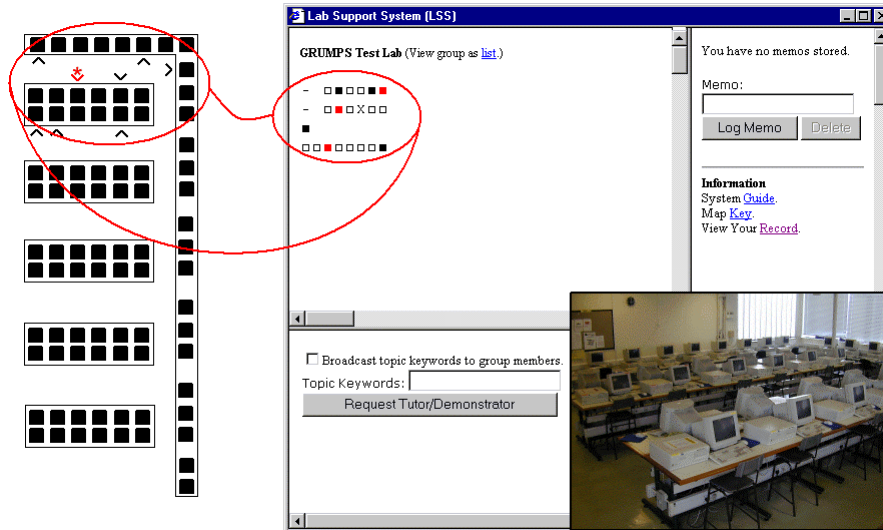 Lab Support System (LSS)
GRUMPS Test Lab (View group as list.)
X
You have no memos stored.
Memo:
Log Memo Delete
Information
System Guide.
Map Key.
View Your Record.
Broadcast topic keywords to group members.
Topic Keywords:
Request Tutor/Demonstrator